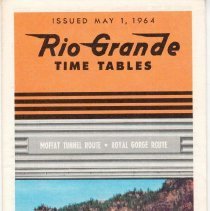 ISSUED MAY 1, 1964
Rio Grande
TIME TABLES
MOFFAT TUNNEL ROUTE • ROYAL GORGE ROUTE